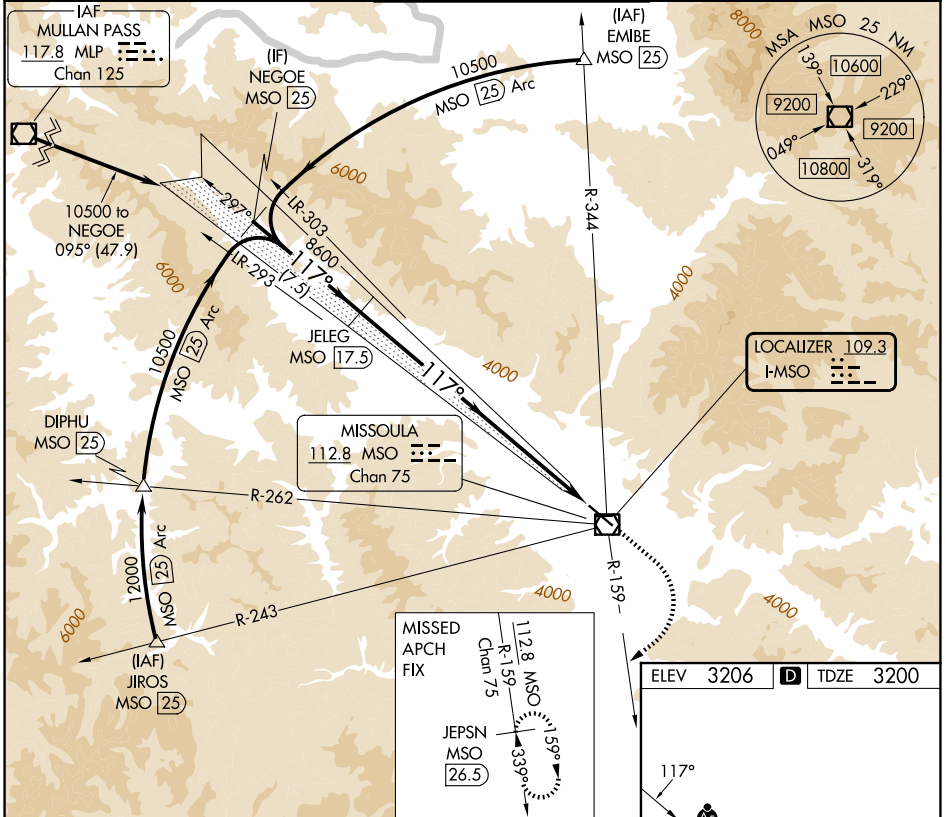 IAF
MULLAN PASS
117.8 MLP
Chan 125
10500 to
NEGOE
095° (47.9)
(IF)
NEGOE
MSO 25
(IAF)
EMIBE
MSO 25
10500
MSO 25 Arc
8000
MSA MSO 25 NM
139°
10600
229°
9200
9200
049°
10800
319°
6000
297°
LR-303
8600
117°
LR-293
(7.5)
R-344
6000
4000
10500
MSO 25 Arc
JELEG
MSO 17.5
117°
4000
LOCALIZER 109.3
I-MSO
DIPHU
MSO 25
MISSOULA
112.8 MSO
Chan 75
R-262
12000
MSO 25 Arc
R-243
R-159
6000
4000
4000
(IAF)
JIROS
MSO 25
MISSED
APCH
FIX
112.8 MSO
R-159
Chan 75
JEPSN
MSO
26.5
159°
339°
ELEV 3206 D TDZE 3200
117°